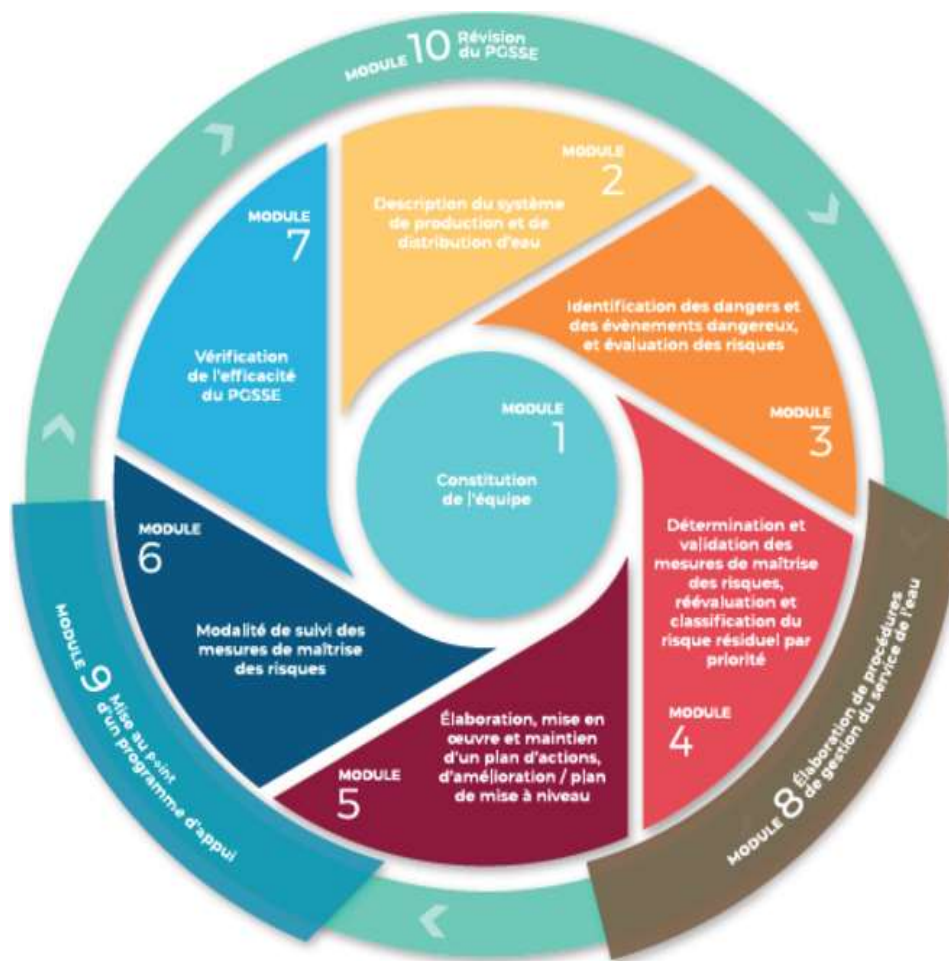 MODULE 10 Révision
du PGSSE
MODULE
2
Description du système
de production et de
distribution d'eau
Identification des dangers et
des évènements dangereux,
et évaluation des risques
MODULE
3
MODULE
7
Vérification
de l'efficacité
du PGSSE
MODULE
1
Constitution
de l'équipe
Détermination et
validation des
mesures de maîtrise
des risques,
réévaluation et
classification du
risque résiduel par
priorité
MODULE
4
MODULE
6
Modalité de suivi des
mesures de maîtrise
des risques
Élaboration, mise en
œuvre et maintien
d'un plan d'actions,
d'amélioration / plan
de mise à niveau
MODULE
5
MODULE 8 Élaboration de procédures
de gestion du service de l'eau
MODULE 9 Mise au point
d'un programme d'appui